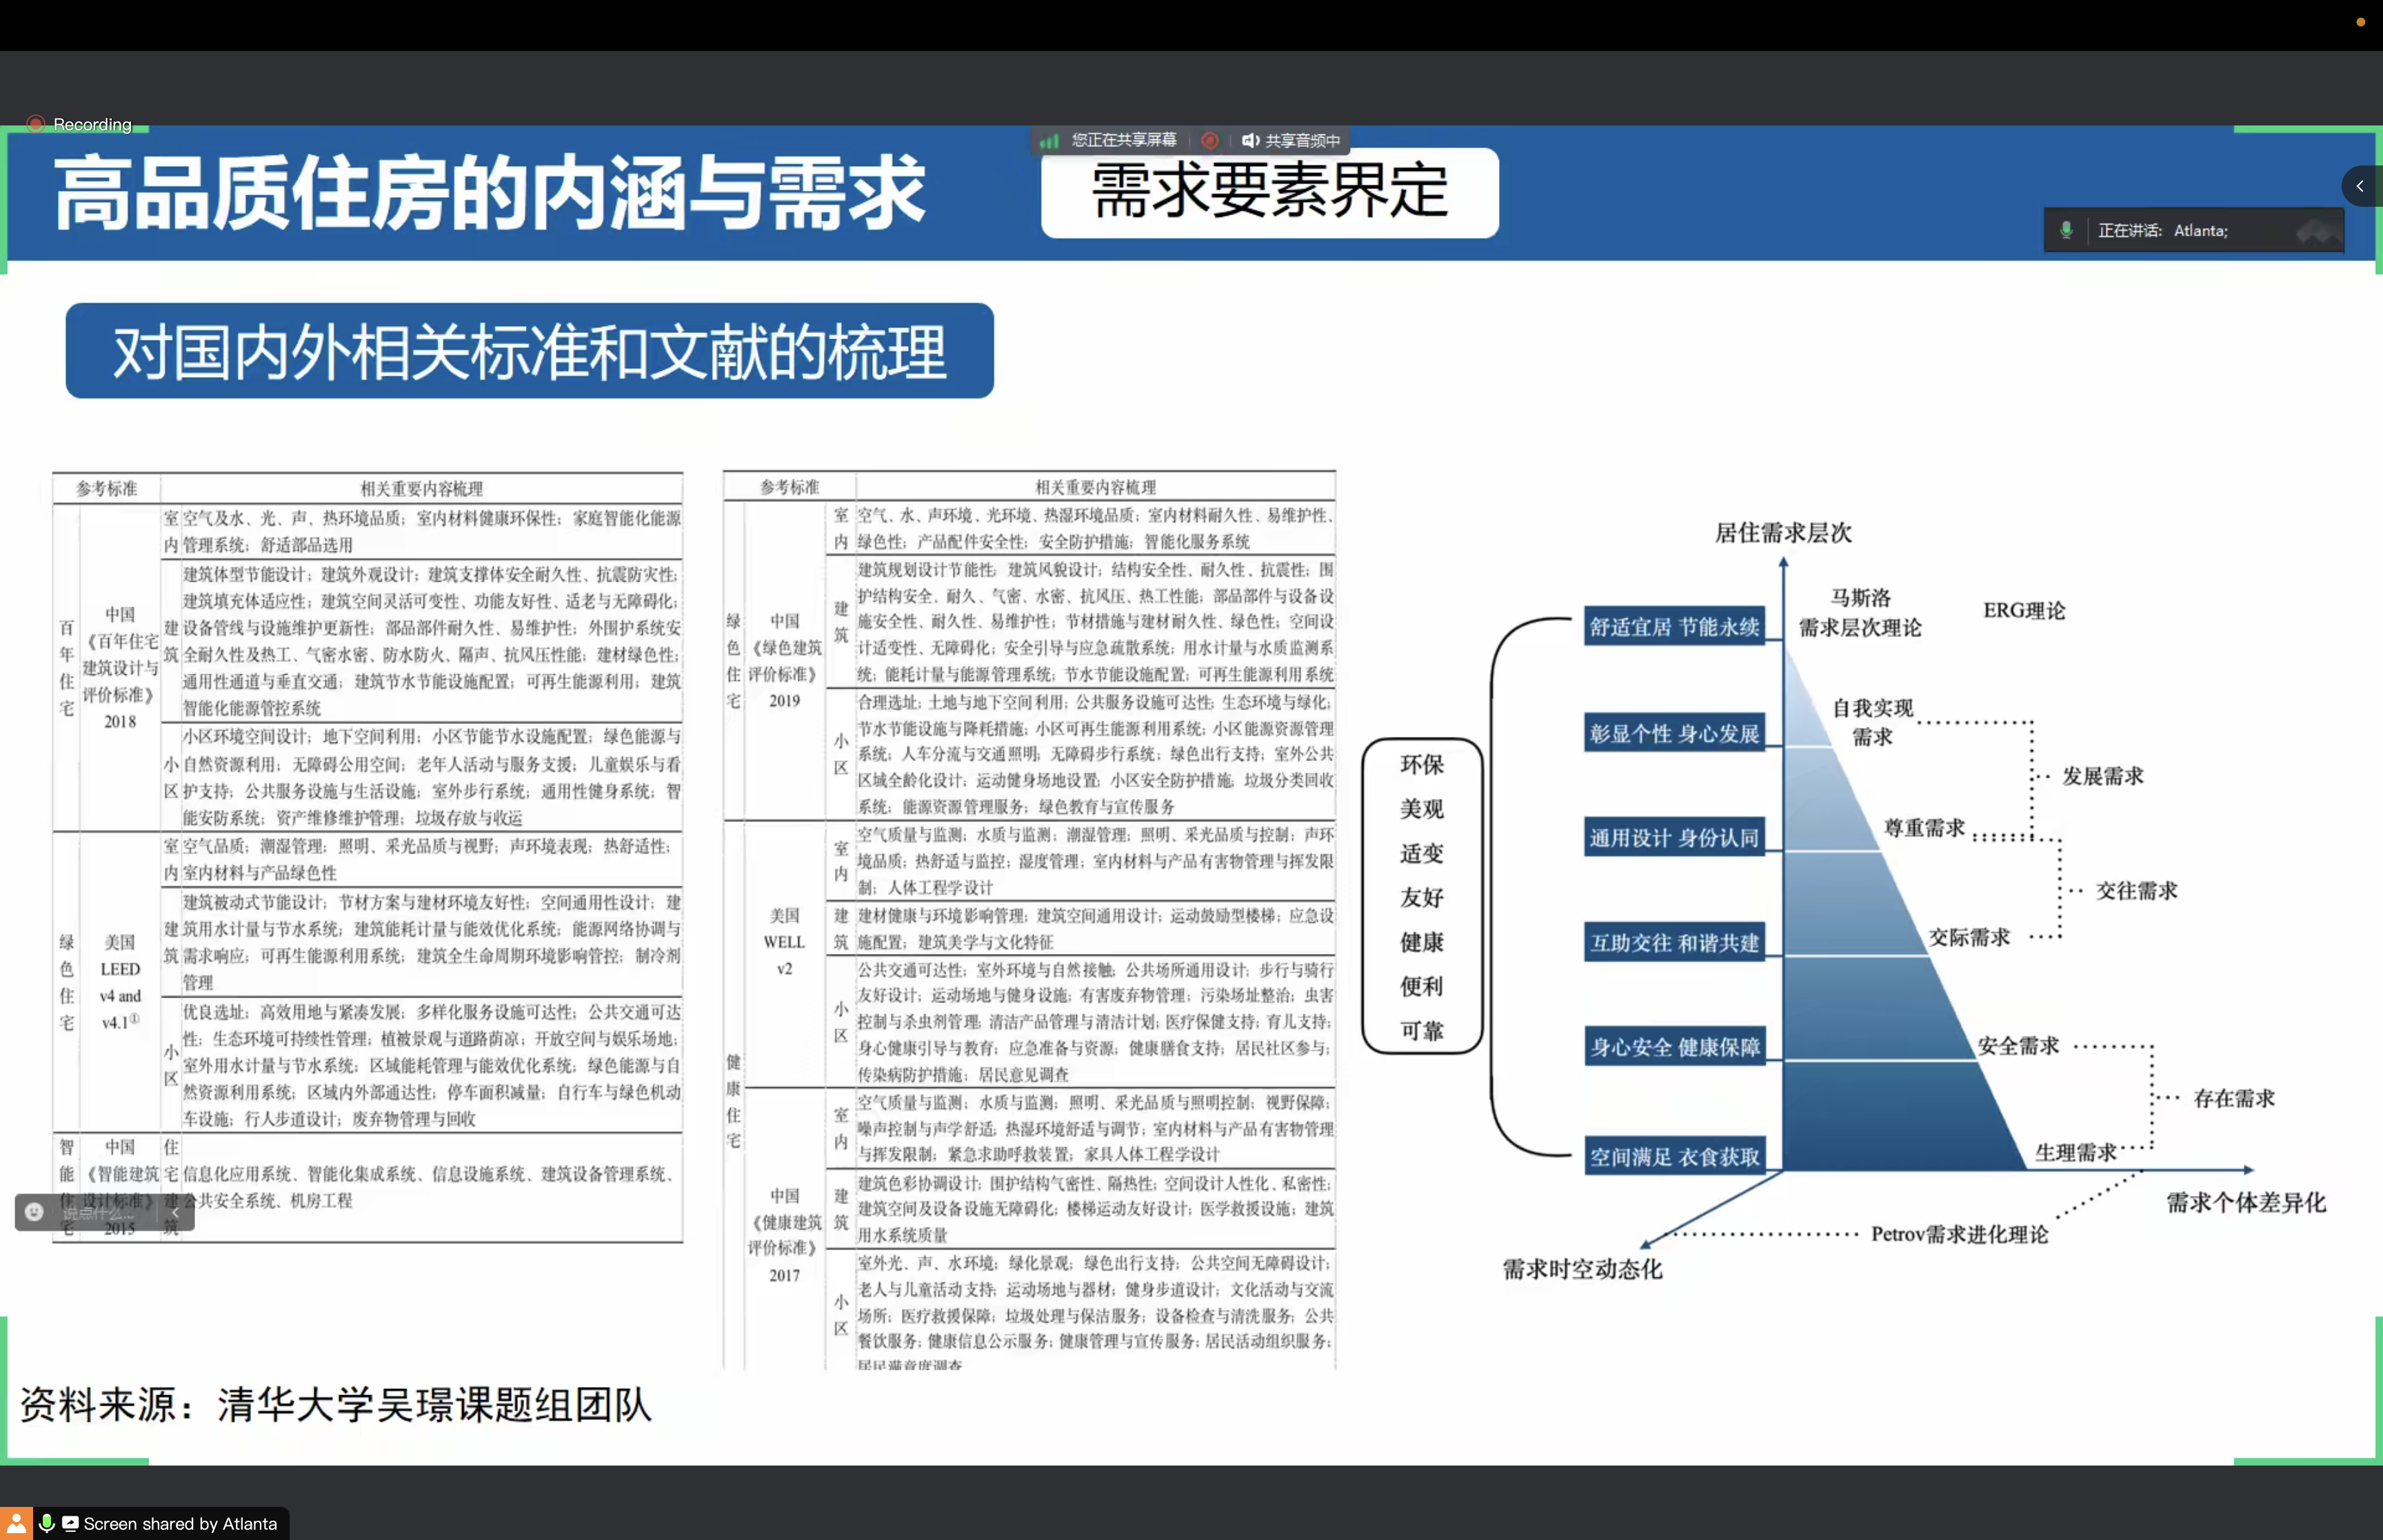 Recording
您正在共享屏幕
共享音频中
高品质住房的内涵与需求
需求要素界定
正在讲话: Atlanta;
对国内外相关标准和文献的梳理
参考标准 相关重要内容梳理
百年住宅
中国
《百年住宅
建筑设计与
评价标准》
2018
室内
空气及水、光、声、热环境品质；室内材料健康环保性；家庭智能化能源
管理系统；舒适部品选用
建筑
建筑体型节能设计；建筑外观设计；建筑支撑体安全耐久性、抗震防灾性；
建筑填充体适应性；建筑空间灵活可变性、功能友好性、适老与无障碍化；
设备管线与设施维护更新性；部品部件耐久性、易维护性；外围护系统安
全耐久性及热工、气密水密、防水防火、隔声、抗风压性能；建材绿色性；
通用性通道与垂直交通；建筑节水节能设施配置；可再生能源利用；建筑
智能化能源管控系统
小区
小区环境空间设计；地下空间利用；小区节能节水设施配置；绿色能源与
自然资源利用；无障碍公用空间；老年人活动与服务支援；儿童娱乐与看
护支持；公共服务设施与生活设施；室外步行系统；通用性健身系统；智
能安防系统；资产维修维护管理；垃圾存放与收运
绿色住宅
美国
LEED
v4 and
v4.1①
室内
空气品质；潮湿管理；照明、采光品质与视野；声环境表现；热舒适性；
室内材料与产品绿色性
建筑
建筑被动式节能设计；节材方案与建材环境友好性；空间通用性设计；建
筑用水计量与节水系统；建筑能耗计量与能效优化系统；能源网络协调与
需求响应；可再生能源利用系统；建筑全生命周期环境影响管控；制冷剂
管理
小区
优良选址；高效用地与紧凑发展；多样化服务设施可达性；公共交通可达
性；生态环境可持续性管理；植被景观与道路荫凉；开放空间与娱乐场地；
室外用水计量与节水系统；区域能耗管理与能效优化系统；绿色能源与自
然资源利用系统；区域内外部通达性；停车面积减量；自行车与绿色机动
车设施；行人步道设计；废弃物管理与回收
智能住宅
中国
《智能建筑
设计标准》
2015
住宅建筑
信息化应用系统、智能化集成系统、信息设施系统、建筑设备管理系统、
公共安全系统、机房工程
说点什么...
参考标准 相关重要内容梳理
绿色住宅
中国
《绿色建筑
评价标准》
2019
室内
空气、水、声环境、光环境、热湿环境品质；室内材料耐久性、易维护性、
绿色性；产品配件安全性；安全防护措施；智能化服务系统
建筑
建筑规划设计节能性；建筑风貌设计；结构安全性、耐久性、抗震性；围
护结构安全、耐久、气密、水密、抗风压、热工性能；部品部件与设备设
施安全性、耐久性、易维护性；节材措施与建材耐久性、绿色性；空间设
计适变性、无障碍化；安全引导与应急疏散系统；用水计量与水质监测系
统；能耗计量与能源管理系统；节水节能设施配置；可再生能源利用系统
小区
合理选址；土地与地下空间利用；公共服务设施可达性；生态环境与绿化；
节水节能设施与降耗措施；小区可再生能源利用系统；小区能源资源管理
系统；人车分流与交通照明；无障碍步行系统；绿色出行支持；室外公共
区域全龄化设计；运动健身场地设置；小区安全防护措施；垃圾分类回收
系统；能源资源管理服务；绿色教育与宣传服务
健康住宅
美国
WELL
v2
室内
空气质量与监测；水质与监测；潮湿管理；照明、采光品质与控制；声环
境品质；热舒适与监控；湿度管理；室内材料与产品有害物管理与挥发限
制；人体工程学设计
建筑
建材健康与环境影响管理；建筑空间通用设计；运动鼓励型楼梯；应急设
施配置；建筑美学与文化特征
小区
公共交通可达性；室外环境与自然接触；公共场所通用设计；步行与骑行
友好设计；运动场地与健身设施；有害废弃物管理；污染场址整治；虫害
控制与杀虫剂管理；清洁产品管理与清洁计划；医疗保健支持；育儿支持；
身心健康引导与教育；应急准备与资源；健康膳食支持；居民社区参与；
传染病防护措施；居民意见调查
中国
《健康建筑
评价标准》
2017
室内
空气质量与监测；水质与监测；照明、采光品质与照明控制；视野保障；
噪声控制与声学舒适；热湿环境舒适与调节；室内材料与产品有害物管理
与挥发限制；紧急求助呼救装置；家具人体工程学设计
建筑
建筑色彩协调设计；围护结构气密性、隔热性；空间设计人性化、私密性；
建筑空间及设备设施无障碍化；楼梯运动友好设计；医学救援设施；建筑
用水系统质量
小区
室外光、声、水环境；绿化景观；绿色出行支持；公共空间无障碍设计；
老人与儿童活动支持；运动场地与器材；健身步道设计；文化活动与交流
场所；医疗救援保障；垃圾处理与保洁服务；设备检查与清洗服务；公共
餐饮服务；健康信息公示服务；健康管理与宣传服务；居民活动组织服务；
居民满意度调查
环保
美观
适变
友好
健康
便利
可靠
居住需求层次
马斯洛
需求层次理论
ERG理论
舒适宜居 节能永续
彰显个性 身心发展
通用设计 身份认同
互助交往 和谐共建
身心安全 健康保障
空间满足 衣食获取
自我实现
需求
发展需求
尊重需求
交往需求
交际需求
安全需求
存在需求
生理需求
需求个体差异化
Petrov需求进化理论
需求时空动态化
资料来源：清华大学吴璟课题组团队
Screen shared by Atlanta